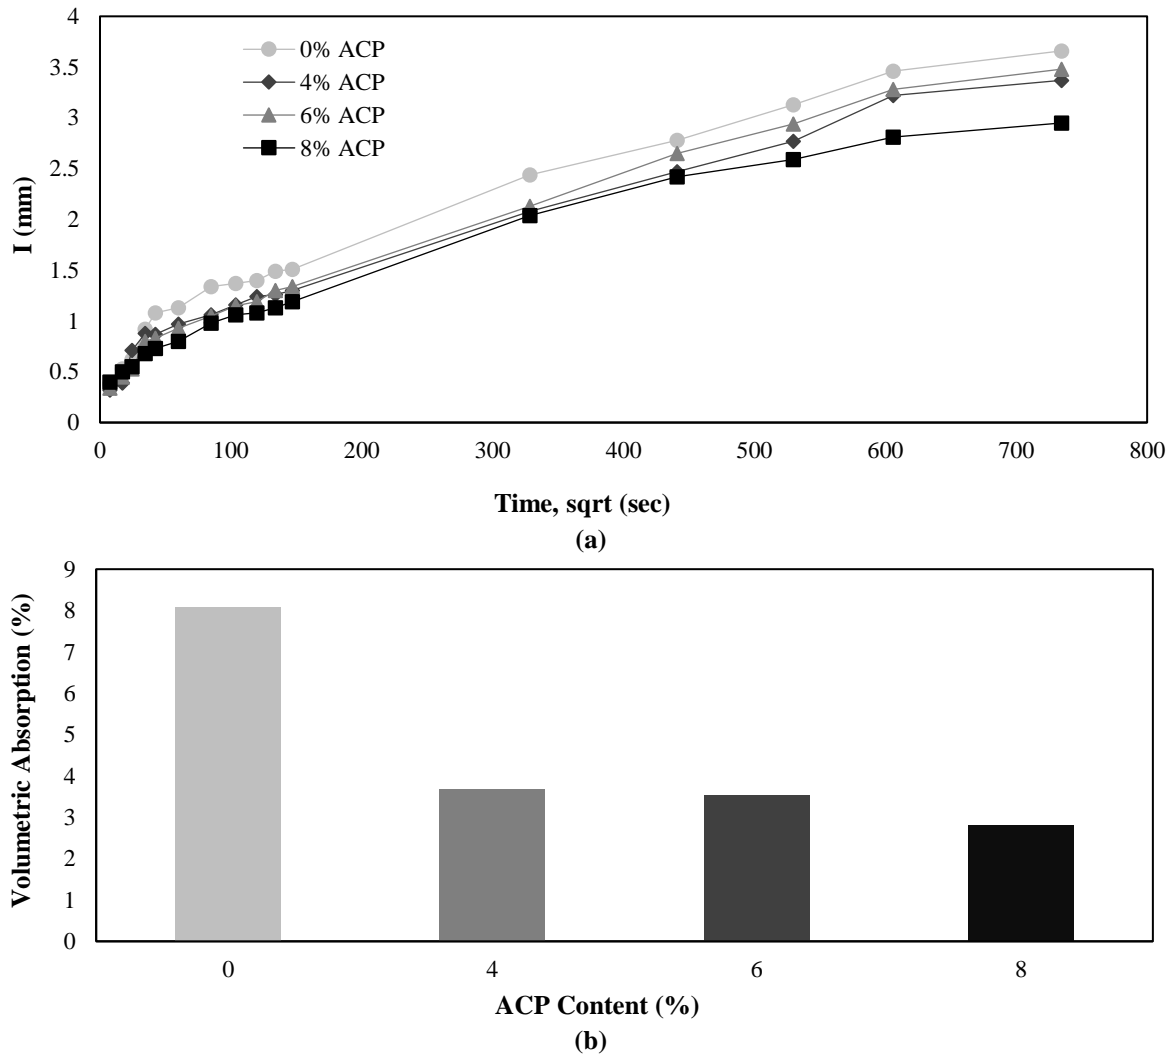 4
3.5
3
2.5
2
1.5
1
0.5
0
I (mm)
0% ACP
4% ACP
6% ACP
8% ACP
0 100 200 300 400 500 600 700 800
Time, sqrt (sec)
(a)
9
8
7
6
5
4
3
2
1
0
Volumetric Absorption (%)
0 4 6 8
ACP Content (%)
(b)